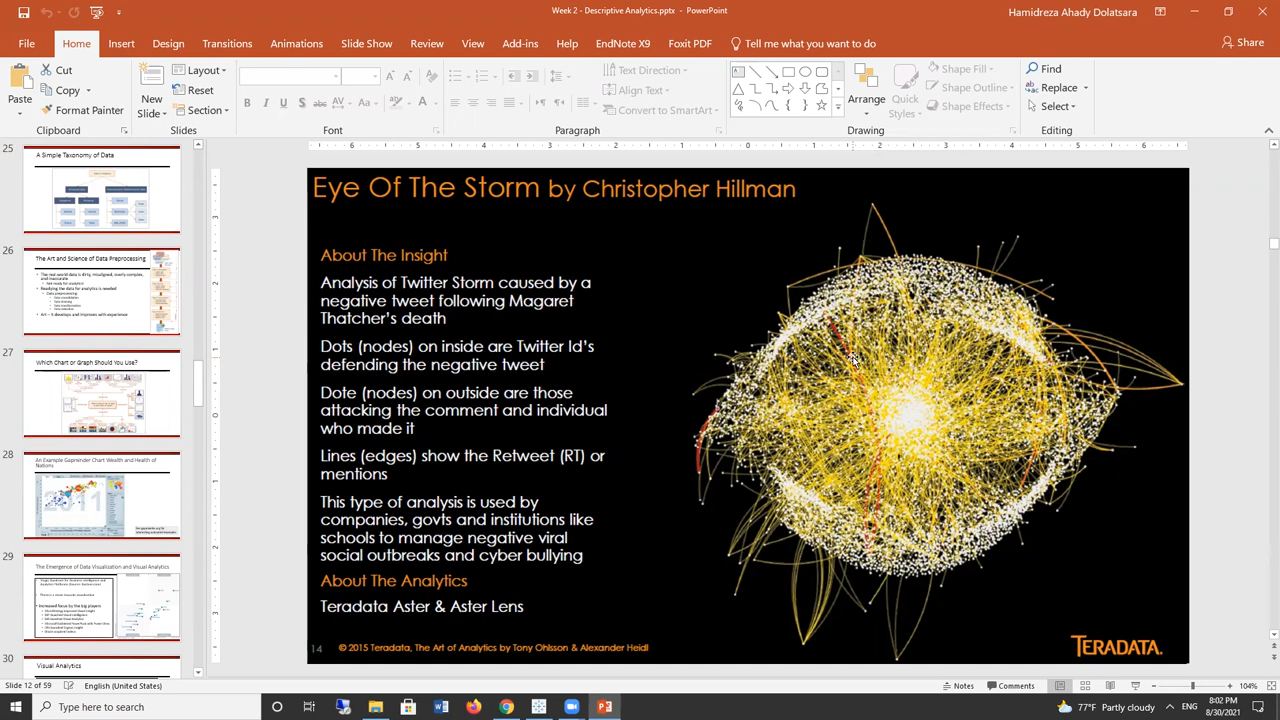 Week 2 - Descriptive Analytics.pptx - PowerPoint
Hamidreza Ahady Dolatsara
File Home Insert Design Transitions Animations Slide Show Review View Add-ins Help EndNote X9 Foxit PDF Tell me what you want to do Share
Paste Cut Copy Format Painter
Clipboard
New Slide Layout Reset Section
Slides
Font
Text Direction Align Text Convert to SmartArt
Paragraph
Arrange Quick Styles Shape Fill Shape Outline Shape Effects
Drawing
Find Replace Select
Editing
25
A Simple Taxonomy of Data
26
The Art and Science of Data Preprocessing
27
Which Chart or Graph Should You Use?
28
An Example Gapminder Chart Wealth and Health of
Nations
29
The Emergence of Data Visualization and Visual Analytics
30
Visual Analytics
Eye Of The Storm by Christopher Hillman
About The Insight
Analysis of Twitter Storm cause by a
negative tweet following Magaret
Thatcher's death
Dots (nodes) on inside are Twitter Id's
defending the negative tweet
Dote (nodes) on outside are those
attacking the comment and individual
who made it
Lines (edges) show the Retweet (RT) or
mentions
This type of analysis is used by
companies, govs and institutions like
schools to manage negative viral
social outbreaks and cyber bullying
About The Analytics
Teradata Aster & Asterlens
14
© 2015 Teradata, The Art of Analytics by Tony Ohlsson & Alexander Heidl
TERADATA.
Slide 12 of 59 English (United States) Notes Comments 104%
Type here to search
77°F Partly cloudy
8:02 PM
8/30/2021